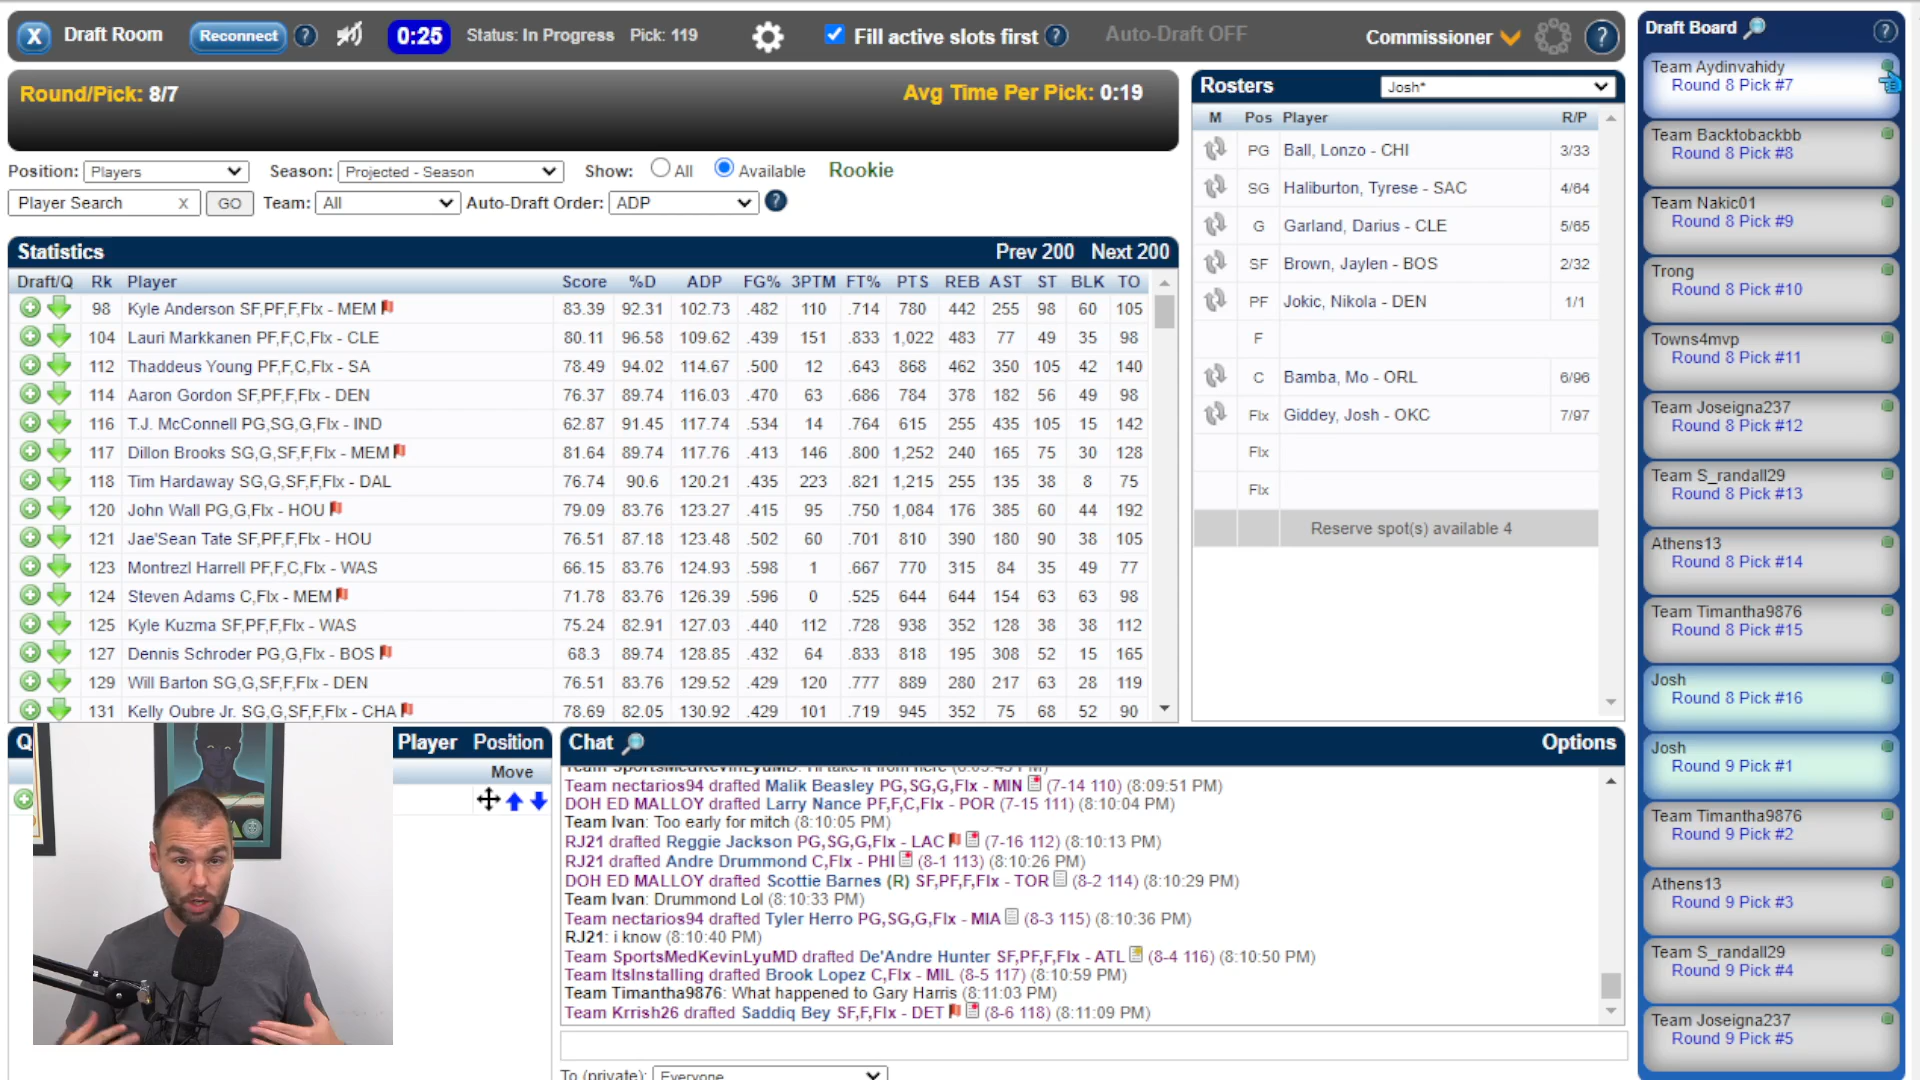 X Draft Room Reconnect ? 0:25 Status: In Progress Pick: 119 Fill active slots first ? Auto-Draft OFF Commissioner ?
Round/Pick: 8/7 Avg Time Per Pick: 0:19
Position: Players Season: Projected - Season Show: All Available Rookie
Player Search x GO Team: All Auto-Draft Order: ADP ?
Statistics Prev 200 Next 200
Draft/Q Rk Player Score %D ADP FG% 3PTM FT% PTS REB AST ST BLK TO
98 Kyle Anderson SF,PF,F,Flx - MEM 83.39 92.31 102.73 .482 110 .714 780 442 255 98 60 105
104 Lauri Markkanen PF,F,C,Flx - CLE 80.11 96.58 109.62 .439 151 .833 1,022 483 77 49 35 98
112 Thaddeus Young PF,F,C,Flx - SA 78.49 94.02 114.67 .500 12 .643 868 462 350 105 42 140
114 Aaron Gordon SF,PF,F,Flx - DEN 76.37 89.74 116.03 .470 63 .686 784 378 182 56 49 98
116 T.J. McConnell PG,SG,G,Flx - IND 62.87 91.45 117.74 .534 14 .764 615 255 435 105 15 142
117 Dillon Brooks SG,G,SF,F,Flx - MEM 81.64 89.74 117.76 .413 146 .800 1,252 240 165 75 30 128
118 Tim Hardaway SG,G,SF,F,Flx - DAL 76.74 90.6 120.21 .435 223 .821 1,215 255 135 38 8 75
120 John Wall PG,G,Flx - HOU 79.09 83.76 123.27 .415 95 .750 1,084 176 385 60 44 192
121 Jae'Sean Tate SF,PF,F,Flx - HOU 76.51 87.18 123.48 .502 60 .701 810 390 180 90 38 105
123 Montrezl Harrell PF,F,C,Flx - WAS 66.15 83.76 124.93 .598 1 .667 770 315 84 35 49 77
124 Steven Adams C,Flx - MEM 71.78 83.76 126.39 .596 0 .525 644 644 154 63 63 98
125 Kyle Kuzma SF,PF,F,Flx - WAS 75.24 82.91 127.03 .440 112 .728 938 352 128 38 38 112
127 Dennis Schroder PG,G,Flx - BOS 68.3 89.74 128.85 .432 64 .833 818 195 308 52 15 165
129 Will Barton SG,G,SF,F,Flx - DEN 76.51 83.76 129.52 .429 120 .777 889 280 217 63 28 119
131 Kelly Oubre Jr. SG,G,SF,F,Flx - CHA 78.69 82.05 130.92 .429 101 .719 945 352 75 68 52 90
Rosters Josh*
M Pos Player R/P
PG Ball, Lonzo - CHI 3/33
SG Haliburton, Tyrese - SAC 4/64
G Garland, Darius - CLE 5/65
SF Brown, Jaylen - BOS 2/32
PF Jokic, Nikola - DEN 1/1
F
C Bamba, Mo - ORL 6/96
Flx Giddey, Josh - OKC 7/97
Flx
Flx
Reserve spot(s) available 4
Q Player Position
Move
Chat Options
Team SportsMedKevinLyuMD: I'll take it from here
Team nectarios94 drafted Malik Beasley PG,SG,G,Flx - MIN (7-14 110) (8:09:51 PM)
DOH ED MALLOY drafted Larry Nance PF,F,C,Flx - POR (7-15 111) (8:10:04 PM)
Team Ivan: Too early for mitch (8:10:05 PM)
RJ21 drafted Reggie Jackson PG,SG,G,Flx - LAC (7-16 112) (8:10:13 PM)
RJ21 drafted Andre Drummond C,Flx - PHI (8-1 113) (8:10:26 PM)
DOH ED MALLOY drafted Scottie Barnes (R) SF,PF,F,Flx - TOR (8-2 114) (8:10:29 PM)
Team Ivan: Drummond Lol (8:10:33 PM)
Team nectarios94 drafted Tyler Herro PG,SG,G,Flx - MIA (8-3 115) (8:10:36 PM)
RJ21: i know (8:10:40 PM)
Team SportsMedKevinLyuMD drafted De'Andre Hunter SF,PF,F,Flx - ATL (8-4 116) (8:10:50 PM)
Team ItsInstalling drafted Brook Lopez C,Flx - MIL (8-5 117) (8:10:59 PM)
Team Timantha9876: What happened to Gary Harris (8:11:03 PM)
Team Krrish26 drafted Saddiq Bey SF,F,Flx - DET (8-6 118) (8:11:09 PM)
To (private): Everyone
Draft Board ?
Team Aydinvahidy
Round 8 Pick #7
Team Backtobackbb
Round 8 Pick #8
Team Nakic01
Round 8 Pick #9
Trong
Round 8 Pick #10
Towns4mvp
Round 8 Pick #11
Team Joseigna237
Round 8 Pick #12
Team S_randall29
Round 8 Pick #13
Athens13
Round 8 Pick #14
Team Timantha9876
Round 8 Pick #15
Josh
Round 8 Pick #16
Josh
Round 9 Pick #1
Team Timantha9876
Round 9 Pick #2
Athens13
Round 9 Pick #3
Team S_randall29
Round 9 Pick #4
Team Joseigna237
Round 9 Pick #5